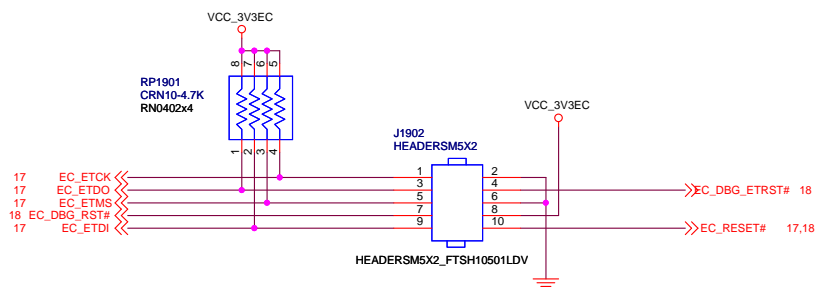 VCC_3V3EC
8 7 6 5
RP1901
CRN10-4.7K
RN0402x4
1 2 3 4
VCC_3V3EC
J1902
HEADERSM5X2
17 EC_ETCK 1 2
17 EC_ETDO 3 4 EC_DBG_ETRST# 18
17 EC_ETMS 5 6
18 EC_DBG_RST# 7 8
17 EC_ETDI 9 10 EC_RESET# 17,18
HEADERSM5X2_FTSH10501LDV